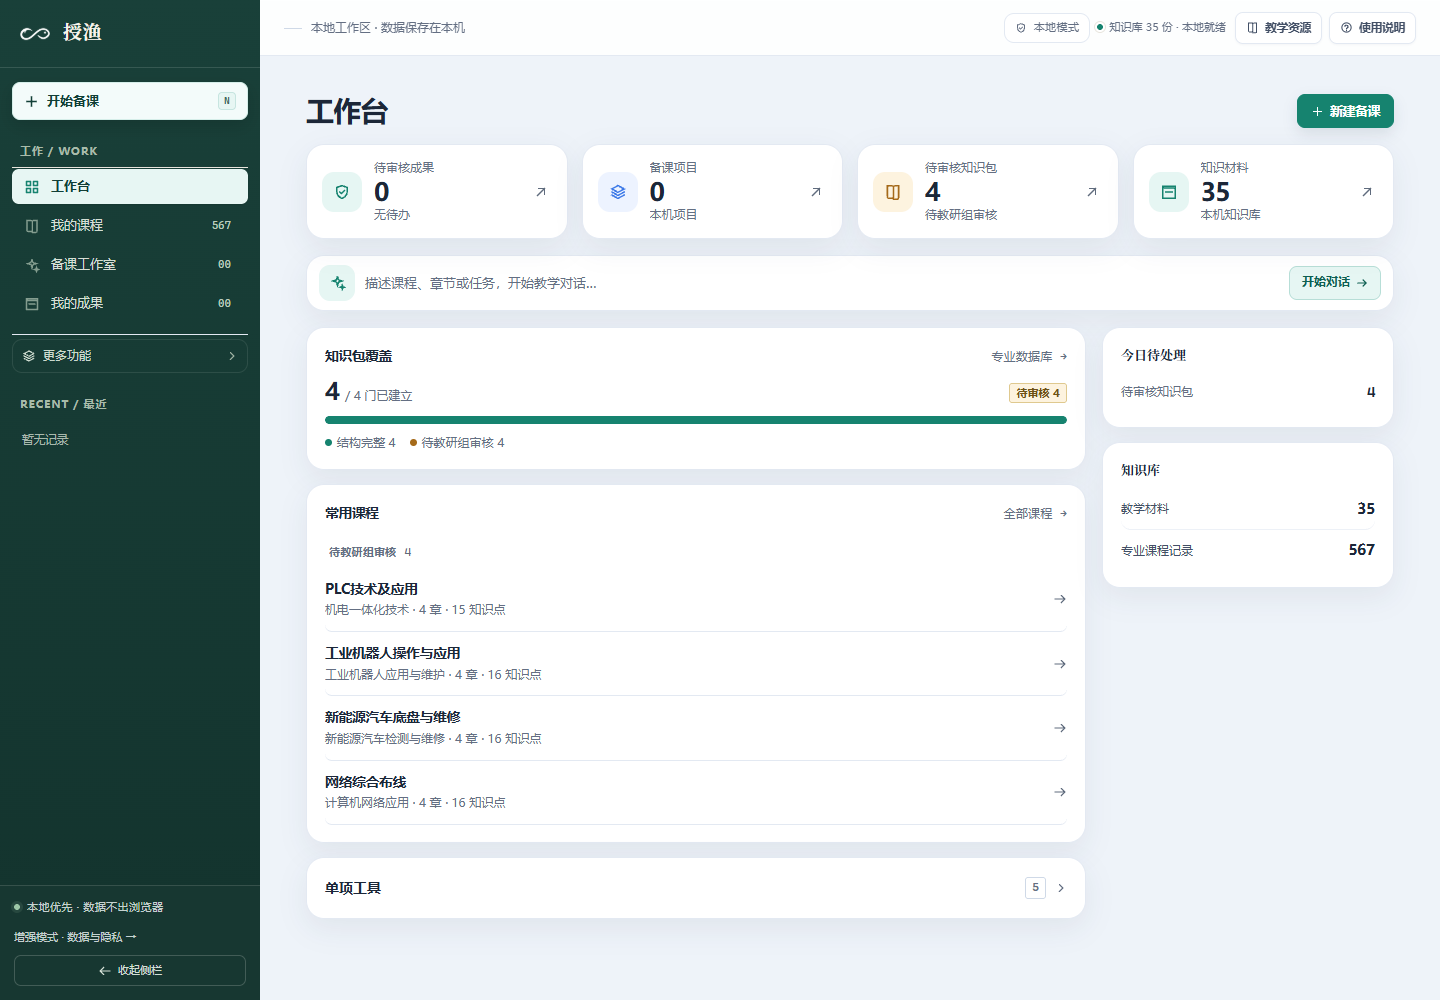 授渔
开始备课 N
工作 / WORK
工作台
我的课程 567
备课工作室 00
我的成果 00
更多功能
RECENT / 最近
暂无记录
本地优先 · 数据不出浏览器
增强模式 · 数据与隐私 →
← 收起侧栏
本地工作区 · 数据保存在本机
本地模式
知识库 35 份 · 本地就绪
教学资源
使用说明
工作台
新建备课
待审核成果
0
无待办
备课项目
0
本机项目
待审核知识包
4
待教研组审核
知识材料
35
本机知识库
描述课程、章节或任务，开始教学对话...
开始对话 →
知识包覆盖
专业数据库 →
4 / 4 门已建立
待审核 4
结构完整 4
待教研组审核 4
常用课程
全部课程 →
待教研组审核 4
PLC技术及应用
机电一体化技术 · 4 章 · 15 知识点
工业机器人操作与应用
工业机器人应用与维护 · 4 章 · 16 知识点
新能源汽车底盘与维修
新能源汽车检测与维修 · 4 章 · 16 知识点
网络综合布线
计算机网络应用 · 4 章 · 16 知识点
单项工具
5
今日待处理
待审核知识包 4
知识库
教学材料 35
专业课程记录 567